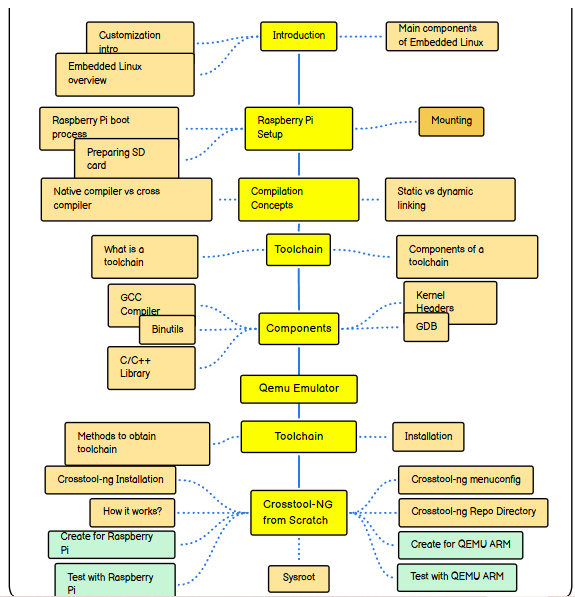 Customization
intro
Introduction
Main components
of Embedded Linux
Embedded Linux
overview
Raspberry Pi boot
process
Raspberry Pi
Setup
Mounting
Preparing SD
card
Native compiler vs cross
compiler
Compilation
Concepts
Static vs dynamic
linking
What is a
toolchain
Toolchain
Components of a
toolchain
GCC
Compiler
Kernel
Headers
Binutils
Components
GDB
C/C++
Library
Qemu Emulator
Methods to obtain
toolchain
Toolchain
Installation
Crosstool-ng Installation
Crosstool-ng menuconfig
How it works?
Crosstool-NG
from Scratch
Crosstool-ng Repo Directory
Create for Raspberry
Pi
Create for QEMU ARM
Test with Raspberry
Pi
Sysroot
Test with QEMU ARM